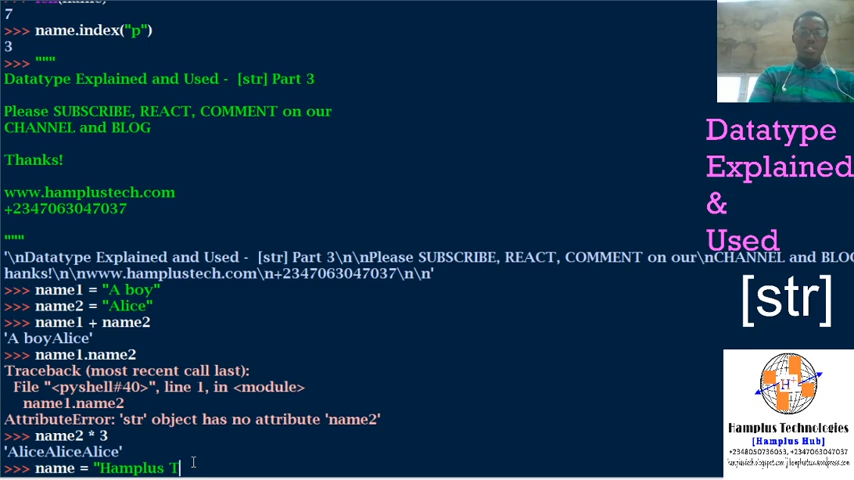 7
>>> name.index("p")
3
>>> """
Datatype Explained and Used -  [str] Part 3
Please SUBSCRIBE, REACT, COMMENT on our
CHANNEL and BLOG
Thanks!
www.hamplustech.com
+2347063047037
"""
'\nDatatype Explained and Used -  [str] Part 3\n\nPlease SUBSCRIBE, REACT, COMMENT on our\nCHANNEL and BLOG
hanks!\n\nwww.hamplustech.com\n+2347063047037\n\n'
>>> name1 = "A boy"
>>> name2 = "Alice"
>>> name1 + name2
'A boyAlice'
>>> name1.name2
Traceback (most recent call last):
  File "<pyshell#40>", line 1, in <module>
    name1.name2
AttributeError: 'str' object has no attribute 'name2'
>>> name2 * 3
'AliceAliceAlice'
>>> name = "Hamplus T
Datatype
Explained
&
Used
[str]
H
Hamplus Technologies
[Hamplus Hub]